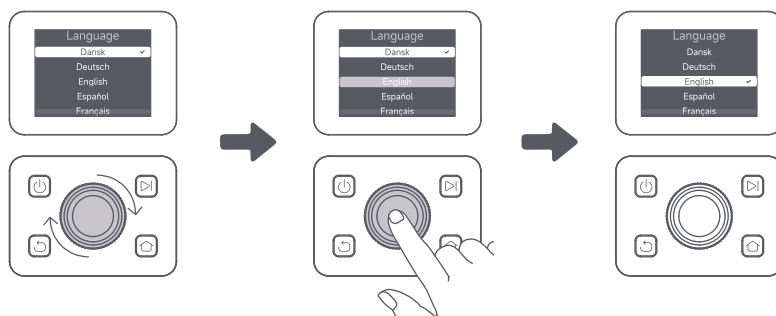 Language
Dansk
Deutsch
English
Español
Français
Language
Dansk
Deutsch
English
Español
Français
Language
Dansk
Deutsch
English
Español
Français